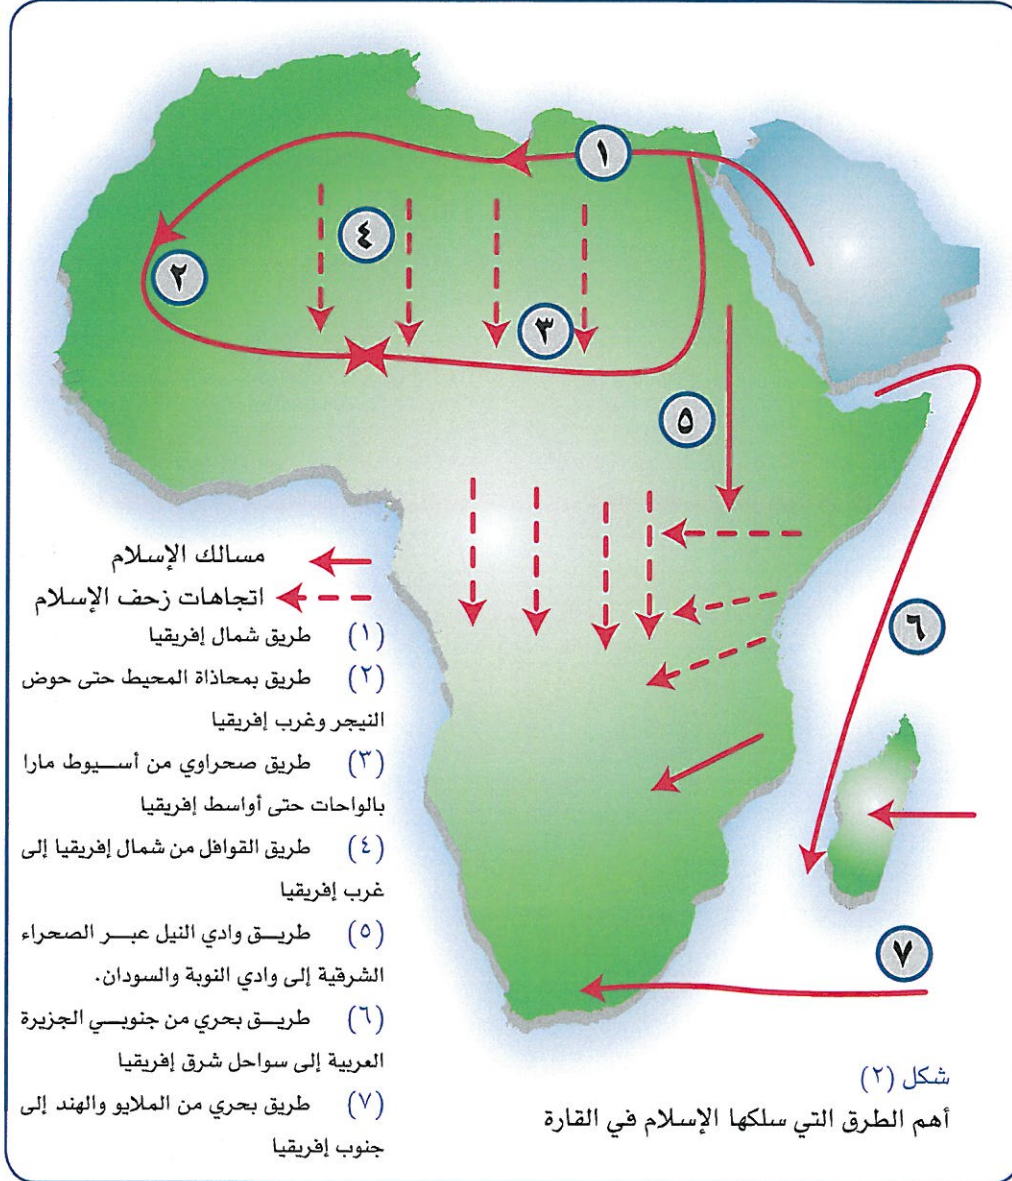 ١
٢
٤
٣
٥
٦
٧
مسالك الإسلام
اتجاهات زحف الإسلام
(١) طريق شمال إفريقيا
(٢) طريق بمحاذاة المحيط حتى حوض
النيجر وغرب إفريقيا
(٣) طريق صحراوي من أسيوط مارا
بالواحات حتى أواسط إفريقيا
(٤) طريق القوافل من شمال إفريقيا إلى
غرب إفريقيا
(٥) طريق وادي النيل عبر الصحراء
الشرقية إلى وادي النوبة والسودان.
(٦) طريق بحري من جنوبي الجزيرة
العربية إلى سواحل شرق إفريقيا
(٧) طريق بحري من الملايو والهند إلى
جنوب إفريقيا
شكل (٢)
أهم الطرق التي سلكها الإسلام في القارة